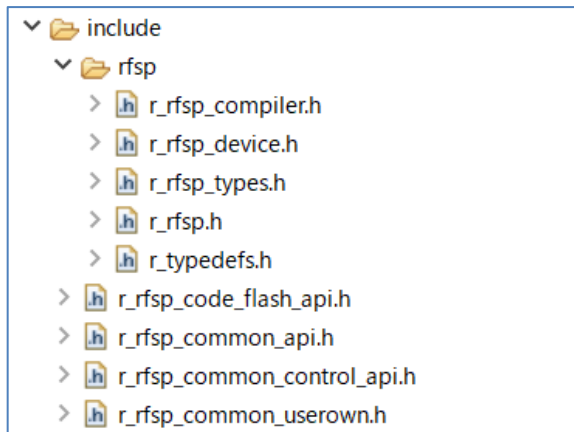 include
rfsp
.h r_rfsp_compiler.h
.h r_rfsp_device.h
.h r_rfsp_types.h
.h r_rfsp.h
.h r_typedefs.h
.h r_rfsp_code_flash_api.h
.h r_rfsp_common_api.h
.h r_rfsp_common_control_api.h
.h r_rfsp_common_userown.h